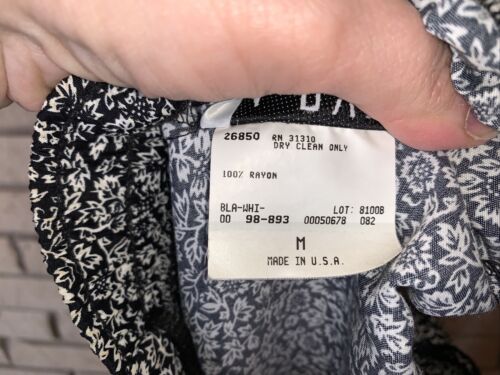 26850 RN 31310
DRY CLEAN ONLY
100% RAYON
BLA-WHI- LOT: 8100B
00 98-893 00050678 082
M
MADE IN U.S.A.